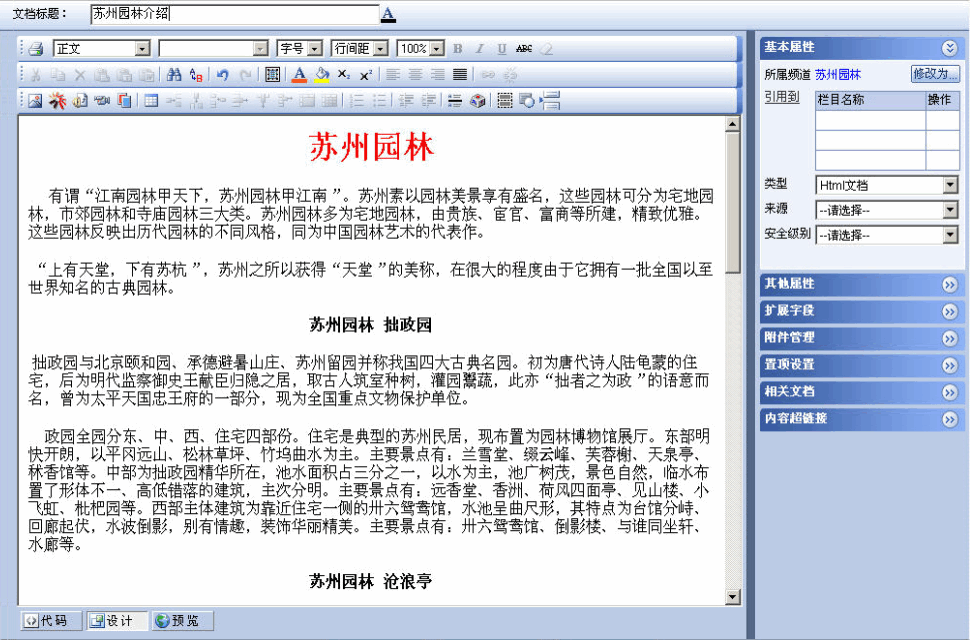 文档标题： 苏州园林介绍 A
正文 字号 行间距 100% B I U ABC
苏州园林
有谓“江南园林甲天下，苏州园林甲江南”。苏州素以园林美景享有盛名，这些园林可分为宅地园
林，市郊园林和寺庙园林三大类。苏州园林多为宅地园林，由贵族、宦官、富商等所建，精致优雅。
这些园林反映出历代园林的不同风格，同为中国园林艺术的代表作。
“上有天堂，下有苏杭”，苏州之所以获得“天堂”的美称，在很大的程度由于它拥有一批全国以至
世界知名的古典园林。
苏州园林 拙政园
拙政园与北京颐和园、承德避暑山庄、苏州留园并称我国四大古典名园。初为唐代诗人陆龟蒙的住
宅，后为明代监察御史王献臣归隐之居，取古人筑室种树，灌园鬻蔬，此亦“拙者之为政”的语意而
名，曾为太平天国忠王府的一部分，现为全国重点文物保护单位。
政园全园分东、中、西、住宅四部份。住宅是典型的苏州民居，现布置为园林博物馆展厅。东部明
快开朗，以平冈远山、松林草坪、竹坞曲水为主。主要景点有：兰雪堂、缀云峰、芙蓉榭、天泉亭、
秫香馆等。中部为拙政园精华所在，池水面积占三分之一，以水为主，池广树茂，景色自然，临水布
置了形体不一、高低错落的建筑，主次分明。主要景点有：远香堂、香洲、荷风四面亭、见山楼、小
飞虹、枇杷园等。西部主体建筑为靠近住宅一侧的卅六鸳鸯馆，水池呈曲尺形，其特点为台馆分峙、
回廊起伏，水波倒影，别有情趣，装饰华丽精美。主要景点有：卅六鸳鸯馆、倒影楼、与谁同坐轩、
水廊等。
苏州园林 沧浪亭
代码 设计 预览
基本属性
所属频道 苏州园林 修改为...
引用到 栏目名称 操作
类型 Html文档
来源 --请选择--
安全级别 --请选择--
其他属性
扩展字段
附件管理
置顶设置
相关文档
内容超链接